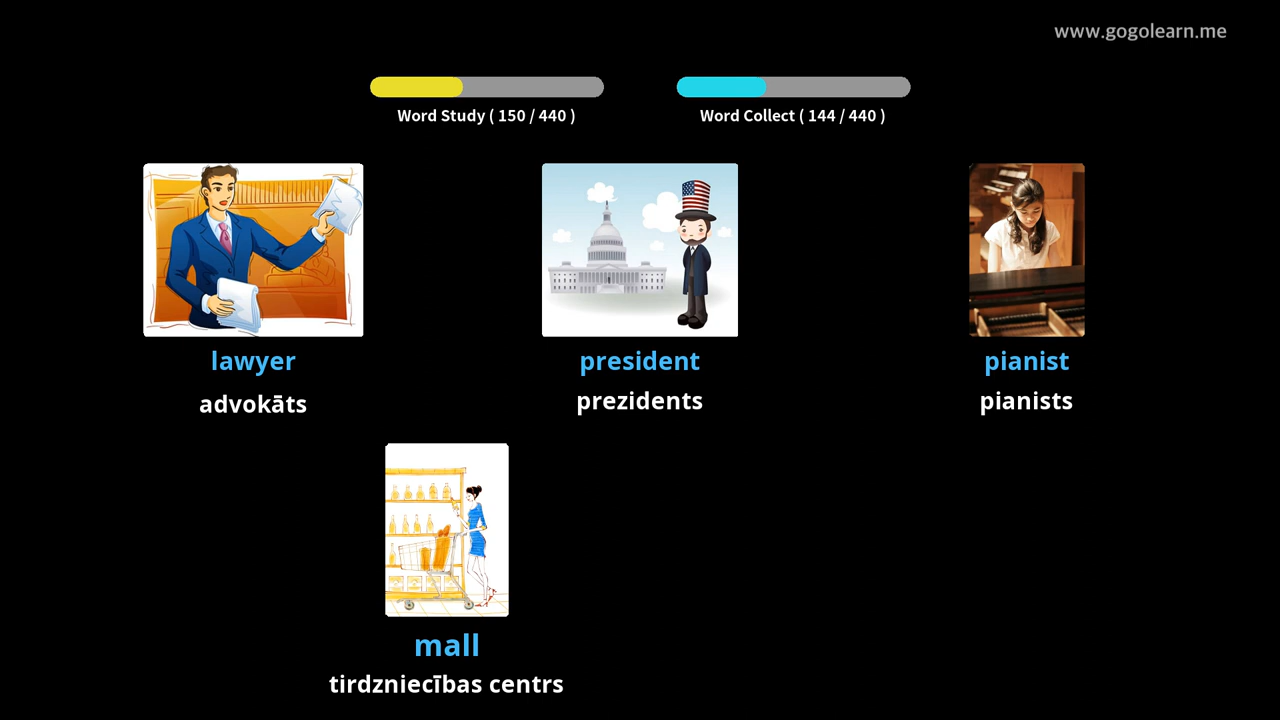 www.gogolearn.me
Word Study ( 150 / 440 )
Word Collect ( 144 / 440 )
lawyer
advokāts
president
prezidents
pianist
pianists
mall
tirdzniecības centrs